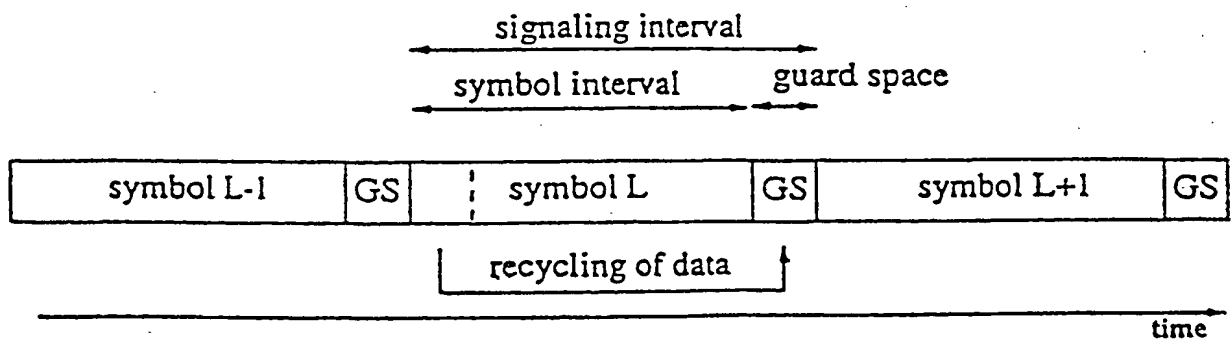 signaling interval
symbol interval guard space
symbol L-1 GS symbol L GS symbol L+1 GS
recycling of data
time